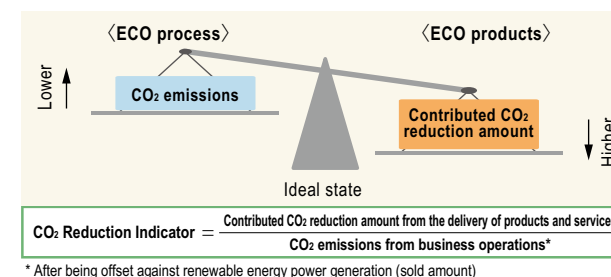 〈ECO process〉
〈ECO products〉
Lower
CO₂ emissions
Contributed CO₂
reduction amount
Higher
Ideal state
CO₂ Reduction Indicator =
Contributed CO₂ reduction amount from the delivery of products and service
CO₂ emissions from business operations*
* After being offset against renewable energy power generation (sold amount)